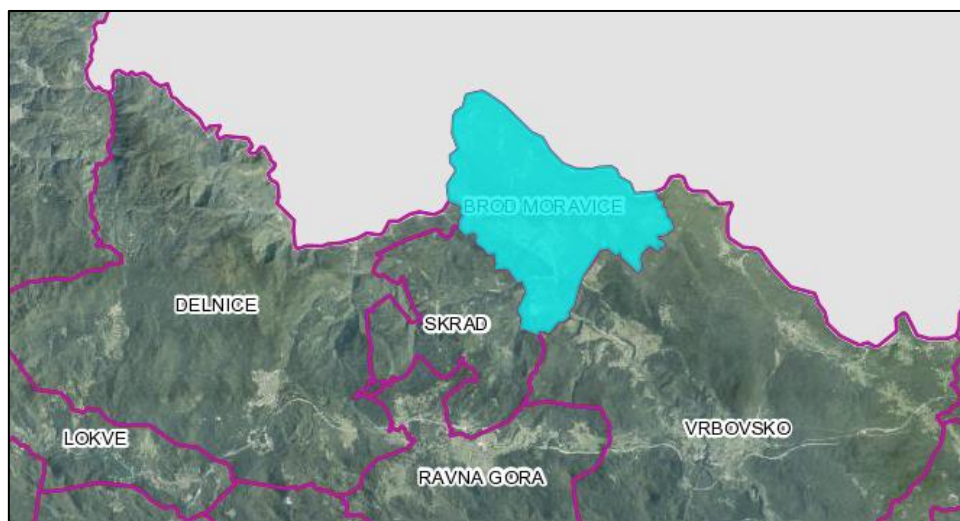 BROD MORAVICE
DELNICE
SKRAD
LOKVE
VRBOVSKO
RAVNA GORA